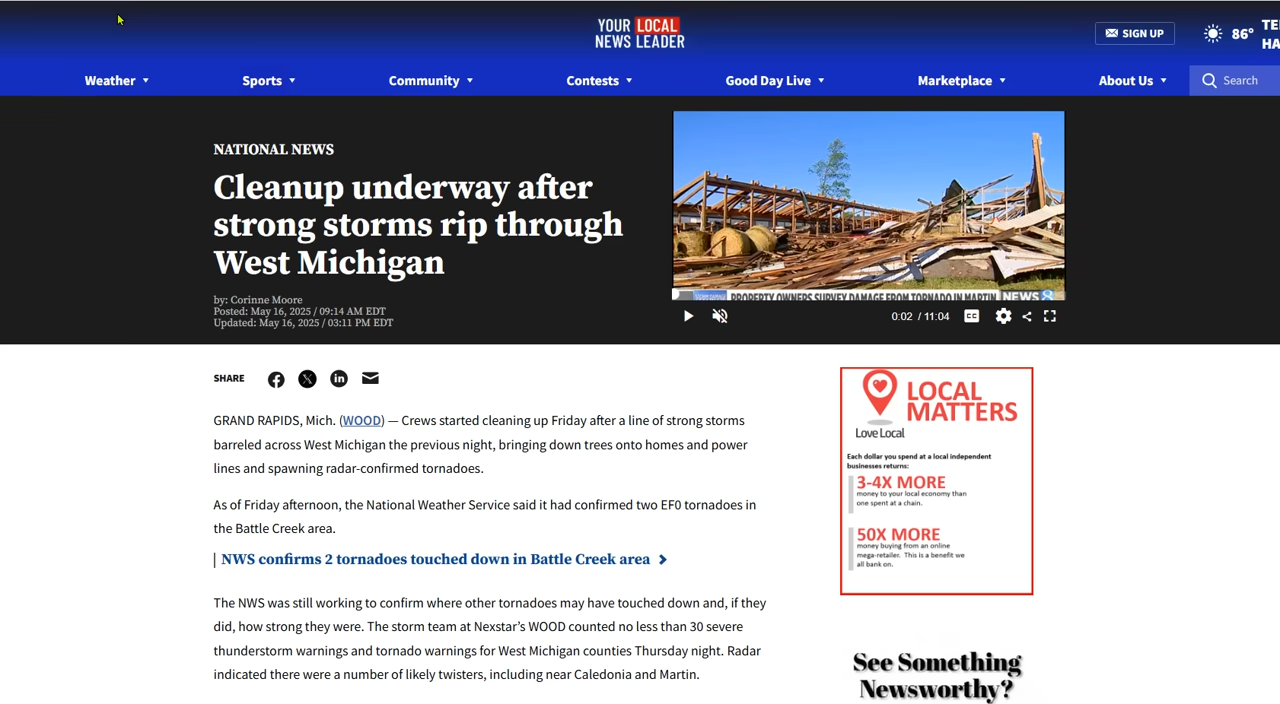 YOUR LOCAL
NEWS LEADER
SIGN UP
86°
Weather
Sports
Community
Contests
Good Day Live
Marketplace
About Us
Search
NATIONAL NEWS
Cleanup underway after
strong storms rip through
West Michigan
by: Corinne Moore
Posted: May 16, 2025 / 09:14 AM EDT
Updated: May 16, 2025 / 03:11 PM EDT
PROPERTY OWNERS SURVEY DAMAGE FROM TORNADO IN MARTIN
NEWS 8
0:02 / 11:04
CC
SHARE
GRAND RAPIDS, Mich. (WOOD) — Crews started cleaning up Friday after a line of strong storms
barreled across West Michigan the previous night, bringing down trees onto homes and power
lines and spawning radar-confirmed tornadoes.
As of Friday afternoon, the National Weather Service said it had confirmed two EF0 tornadoes in
the Battle Creek area.
NWS confirms 2 tornadoes touched down in Battle Creek area
The NWS was still working to confirm where other tornadoes may have touched down and, if they
did, how strong they were. The storm team at Nexstar’s WOOD counted no less than 30 severe
thunderstorm warnings and tornado warnings for West Michigan counties Thursday night. Radar
indicated there were a number of likely twisters, including near Caledonia and Martin.
LOCAL
MATTERS
Love Local
Each dollar you spend at a local independent
businesses returns:
3-4X MORE
money to your local economy than
one spent at a chain.
50X MORE
money buying from an online
mega-retailer. This is a benefit we
all bank on.
See Something
Newsworthy?